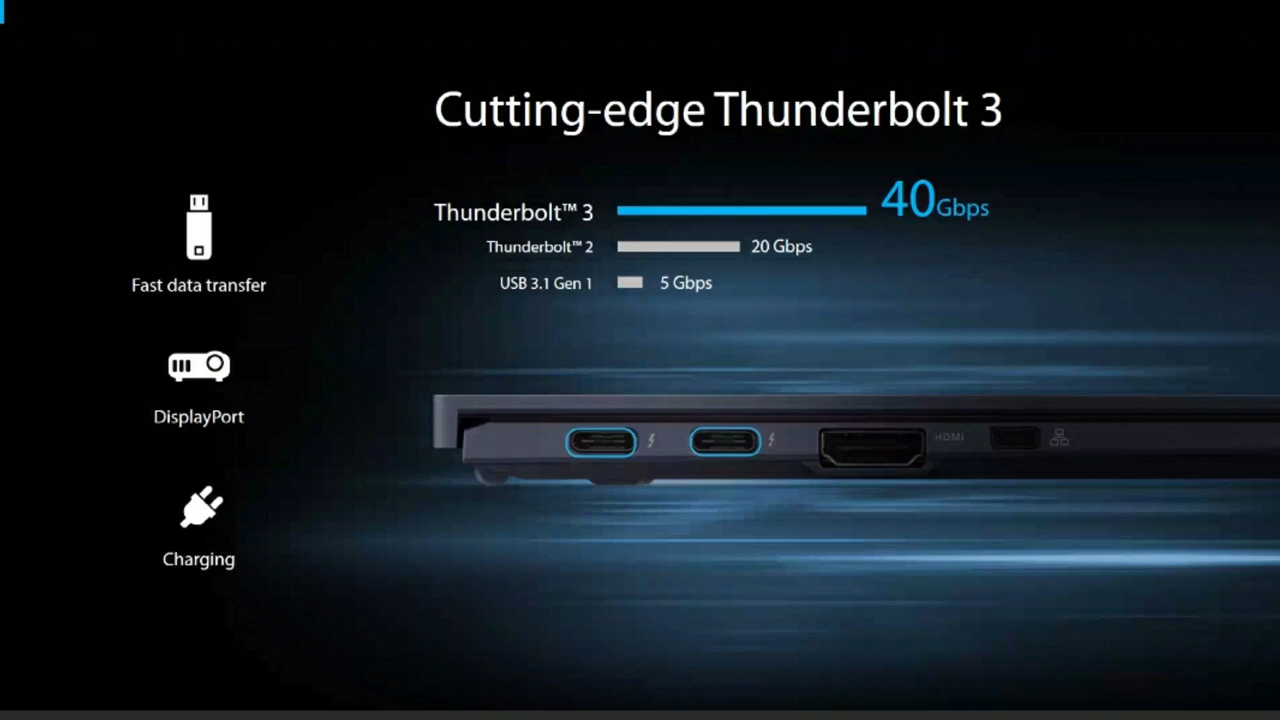 Cutting-edge Thunderbolt 3
Thunderbolt™ 3 40Gbps
Thunderbolt™ 2 20 Gbps
USB 3.1 Gen 1 5 Gbps
Fast data transfer
DisplayPort
Charging
HDMI